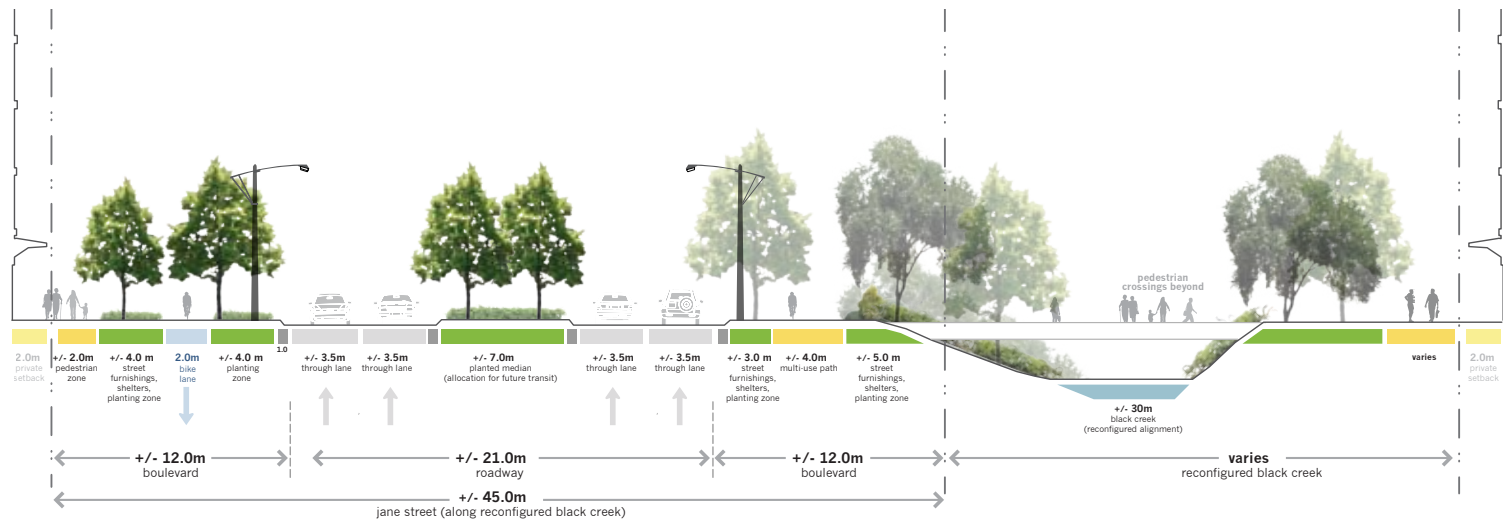 pedestrian
crossings beyond
2.0m
private
setback
+/- 2.0m
pedestrian
zone
+/- 4.0 m
street
furnishings,
shelters,
planting zone
2.0m
bike
lane
+/- 4.0 m
planting
zone
1.0
+/- 3.5m
through lane
+/- 3.5m
through lane
+/- 7.0m
planted median
(allocation for future transit)
+/- 3.5m
through lane
+/- 3.5m
through lane
+/- 3.0 m
street
furnishings,
shelters,
planting zone
+/- 4.0m
multi-use path
+/- 5.0 m
street
furnishings,
shelters,
planting zone
+/- 30m
black creek
(reconfigured alignment)
varies
2.0m
private
setback
+/- 12.0m
boulevard
+/- 21.0m
roadway
+/- 12.0m
boulevard
varies
reconfigured black creek
+/- 45.0m
jane street (along reconfigured black creek)